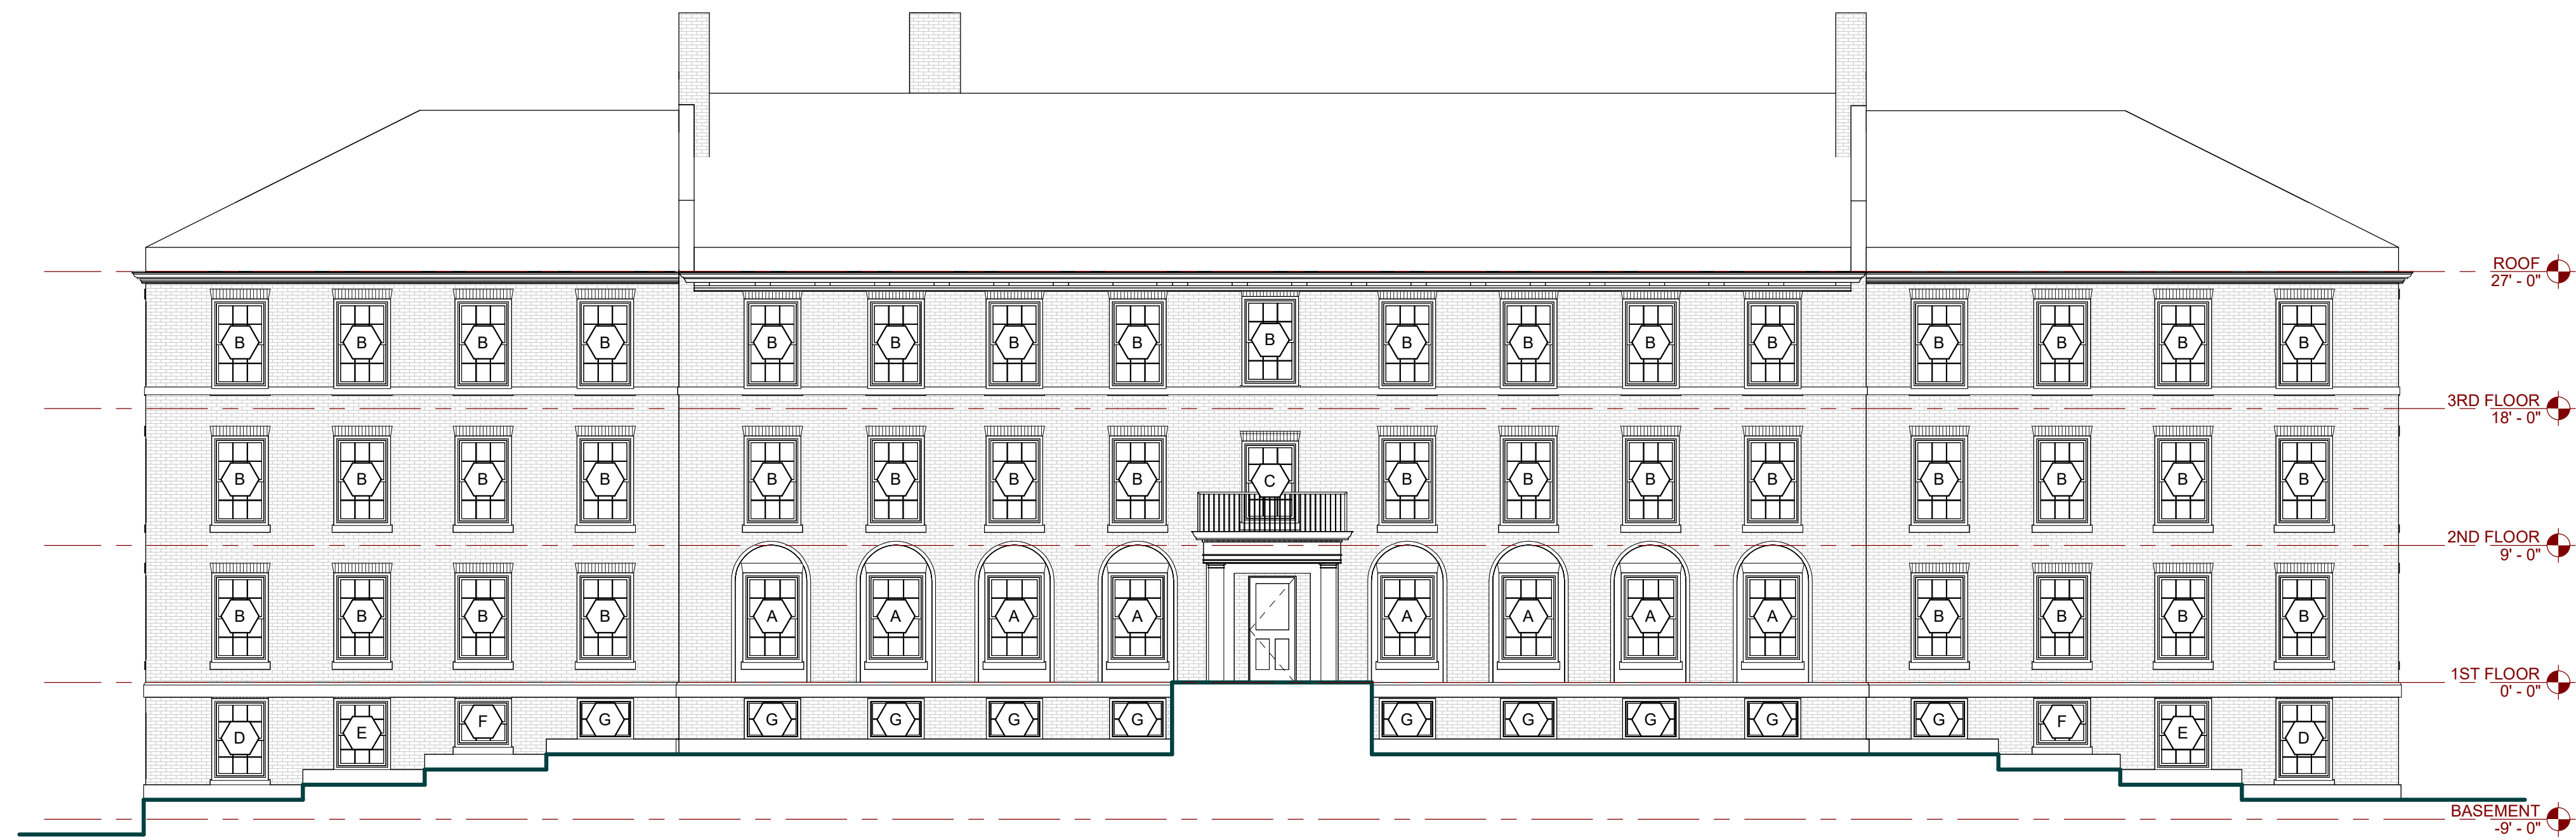 ROOF
27' - 0"
B B B B B B B B B B B B B B B B B
3RD FLOOR
18' - 0"
B B B B B B B B C B B B B B B B B
2ND FLOOR
9' - 0"
B B B B A A A A A A A A B B B B
1ST FLOOR
0' - 0"
D E F G G G G G G G G G G F E D
BASEMENT
-9' - 0"